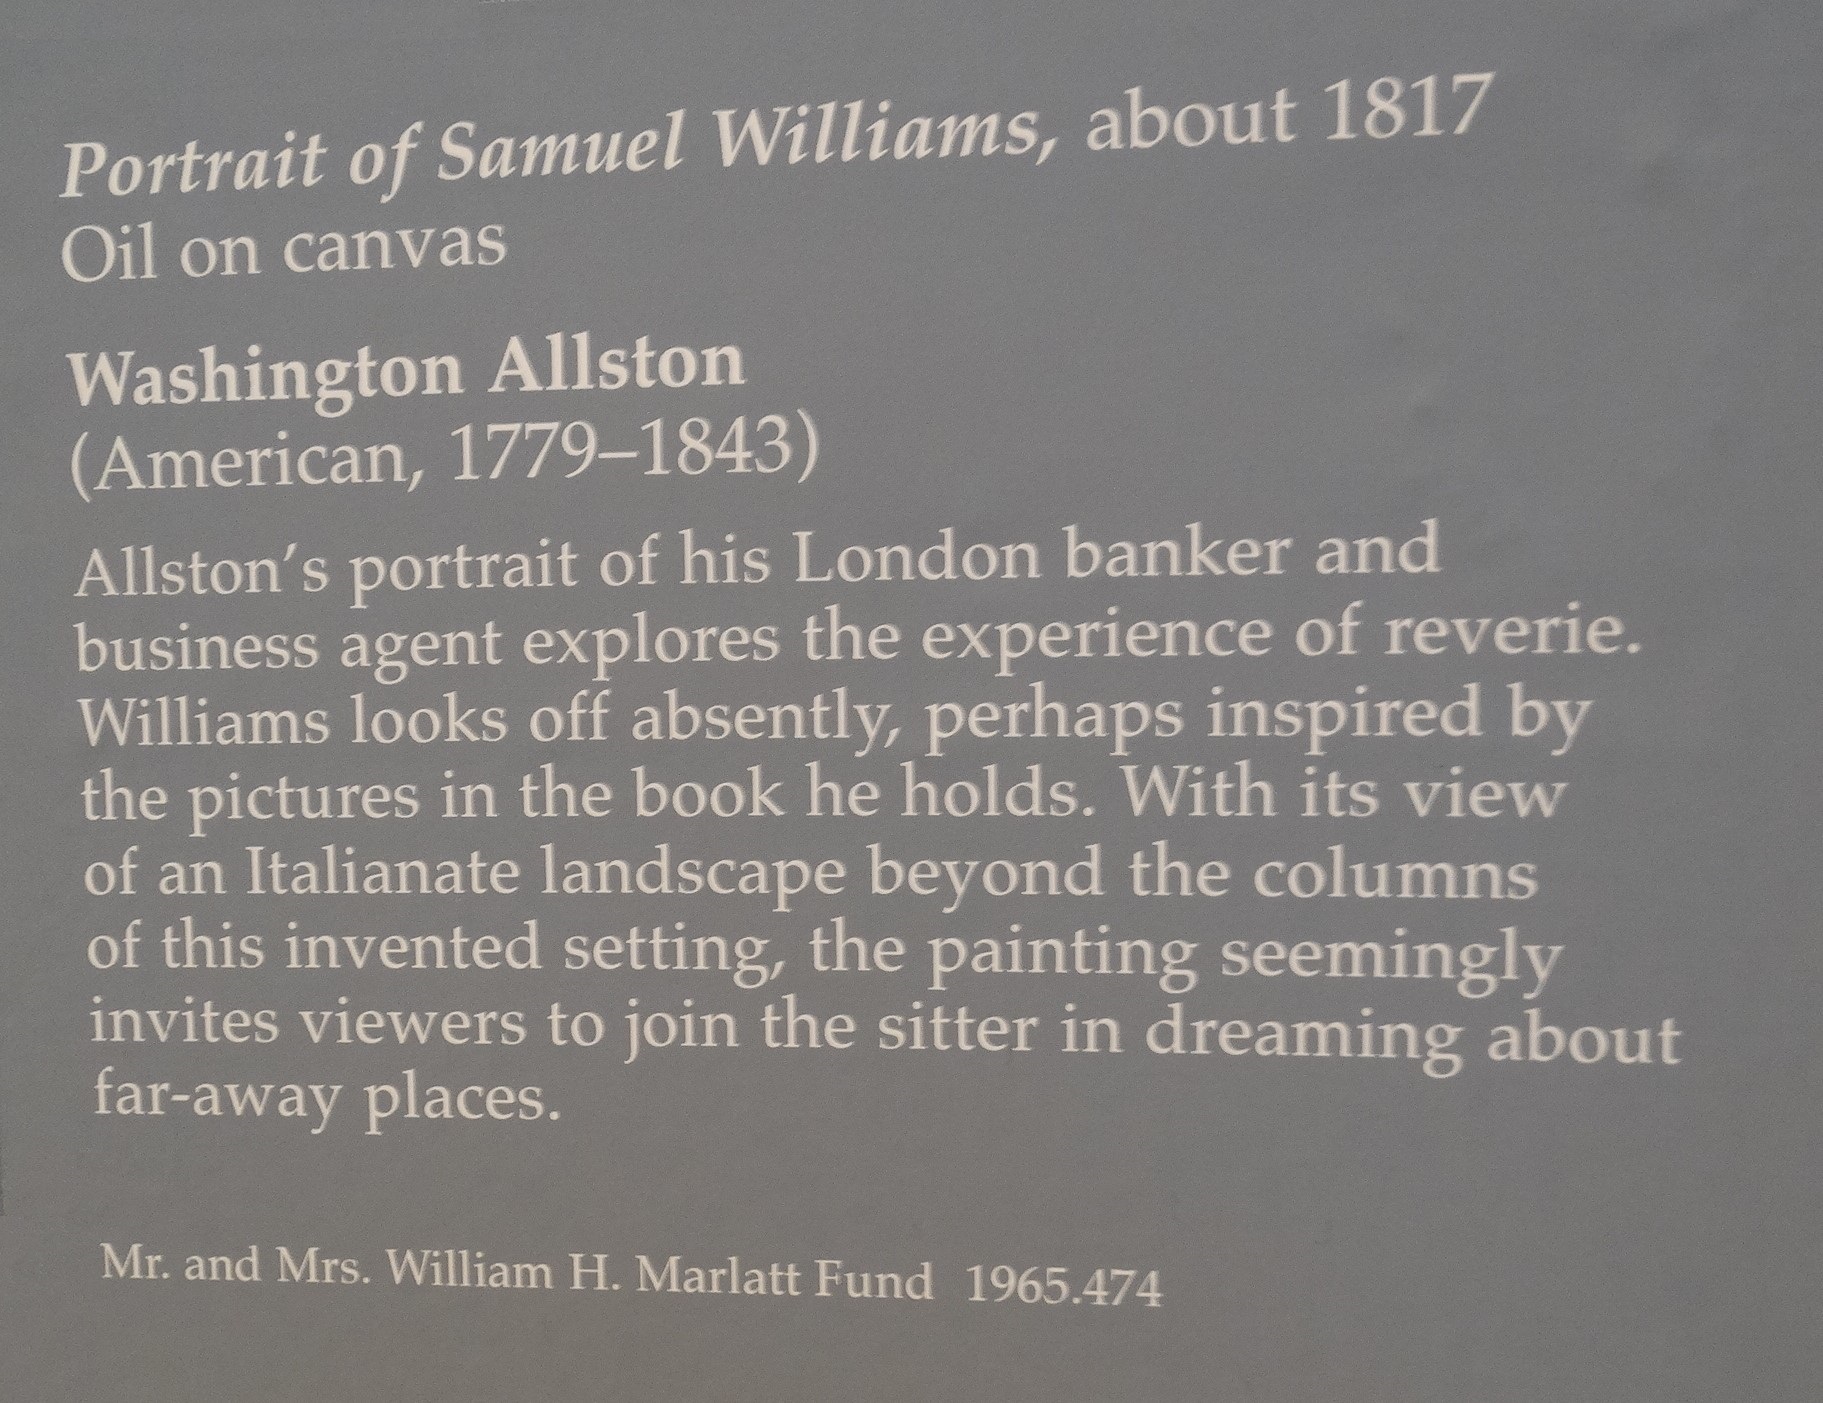 Portrait of Samuel Williams, about 1817
Oil on canvas
Washington Allston
(American, 1779–1843)
Allston's portrait of his London banker and
business agent explores the experience of reverie.
Williams looks off absently, perhaps inspired by
the pictures in the book he holds. With its view
of an Italianate landscape beyond the columns
of this invented setting, the painting seemingly
invites viewers to join the sitter in dreaming about
far-away places.
Mr. and Mrs. William H. Marlatt Fund 1965.474